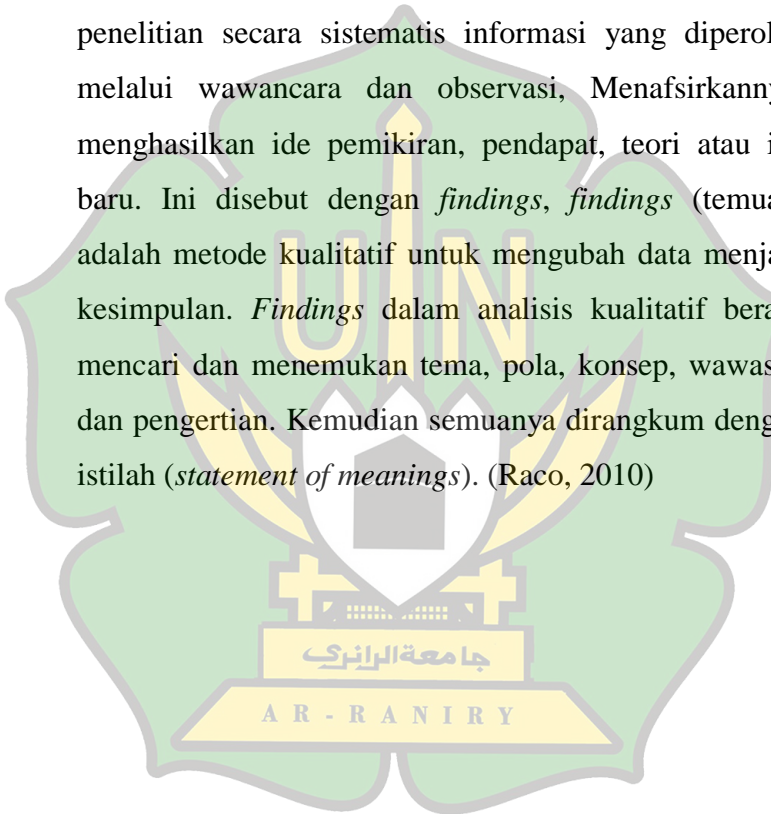 penelitian secara sistematis informasi yang diperol
melalui wawancara dan observasi, Menafsirkanny
menghasilkan ide pemikiran, pendapat, teori atau i
baru. Ini disebut dengan findings, findings (temua
adalah metode kualitatif untuk mengubah data menja
kesimpulan. Findings dalam analisis kualitatif bera
mencari dan menemukan tema, pola, konsep, wawas
dan pengertian. Kemudian semuanya dirangkum deng
istilah (statement of meanings). (Raco, 2010)
UIN
جامعة الرانري
AR-RANIRY